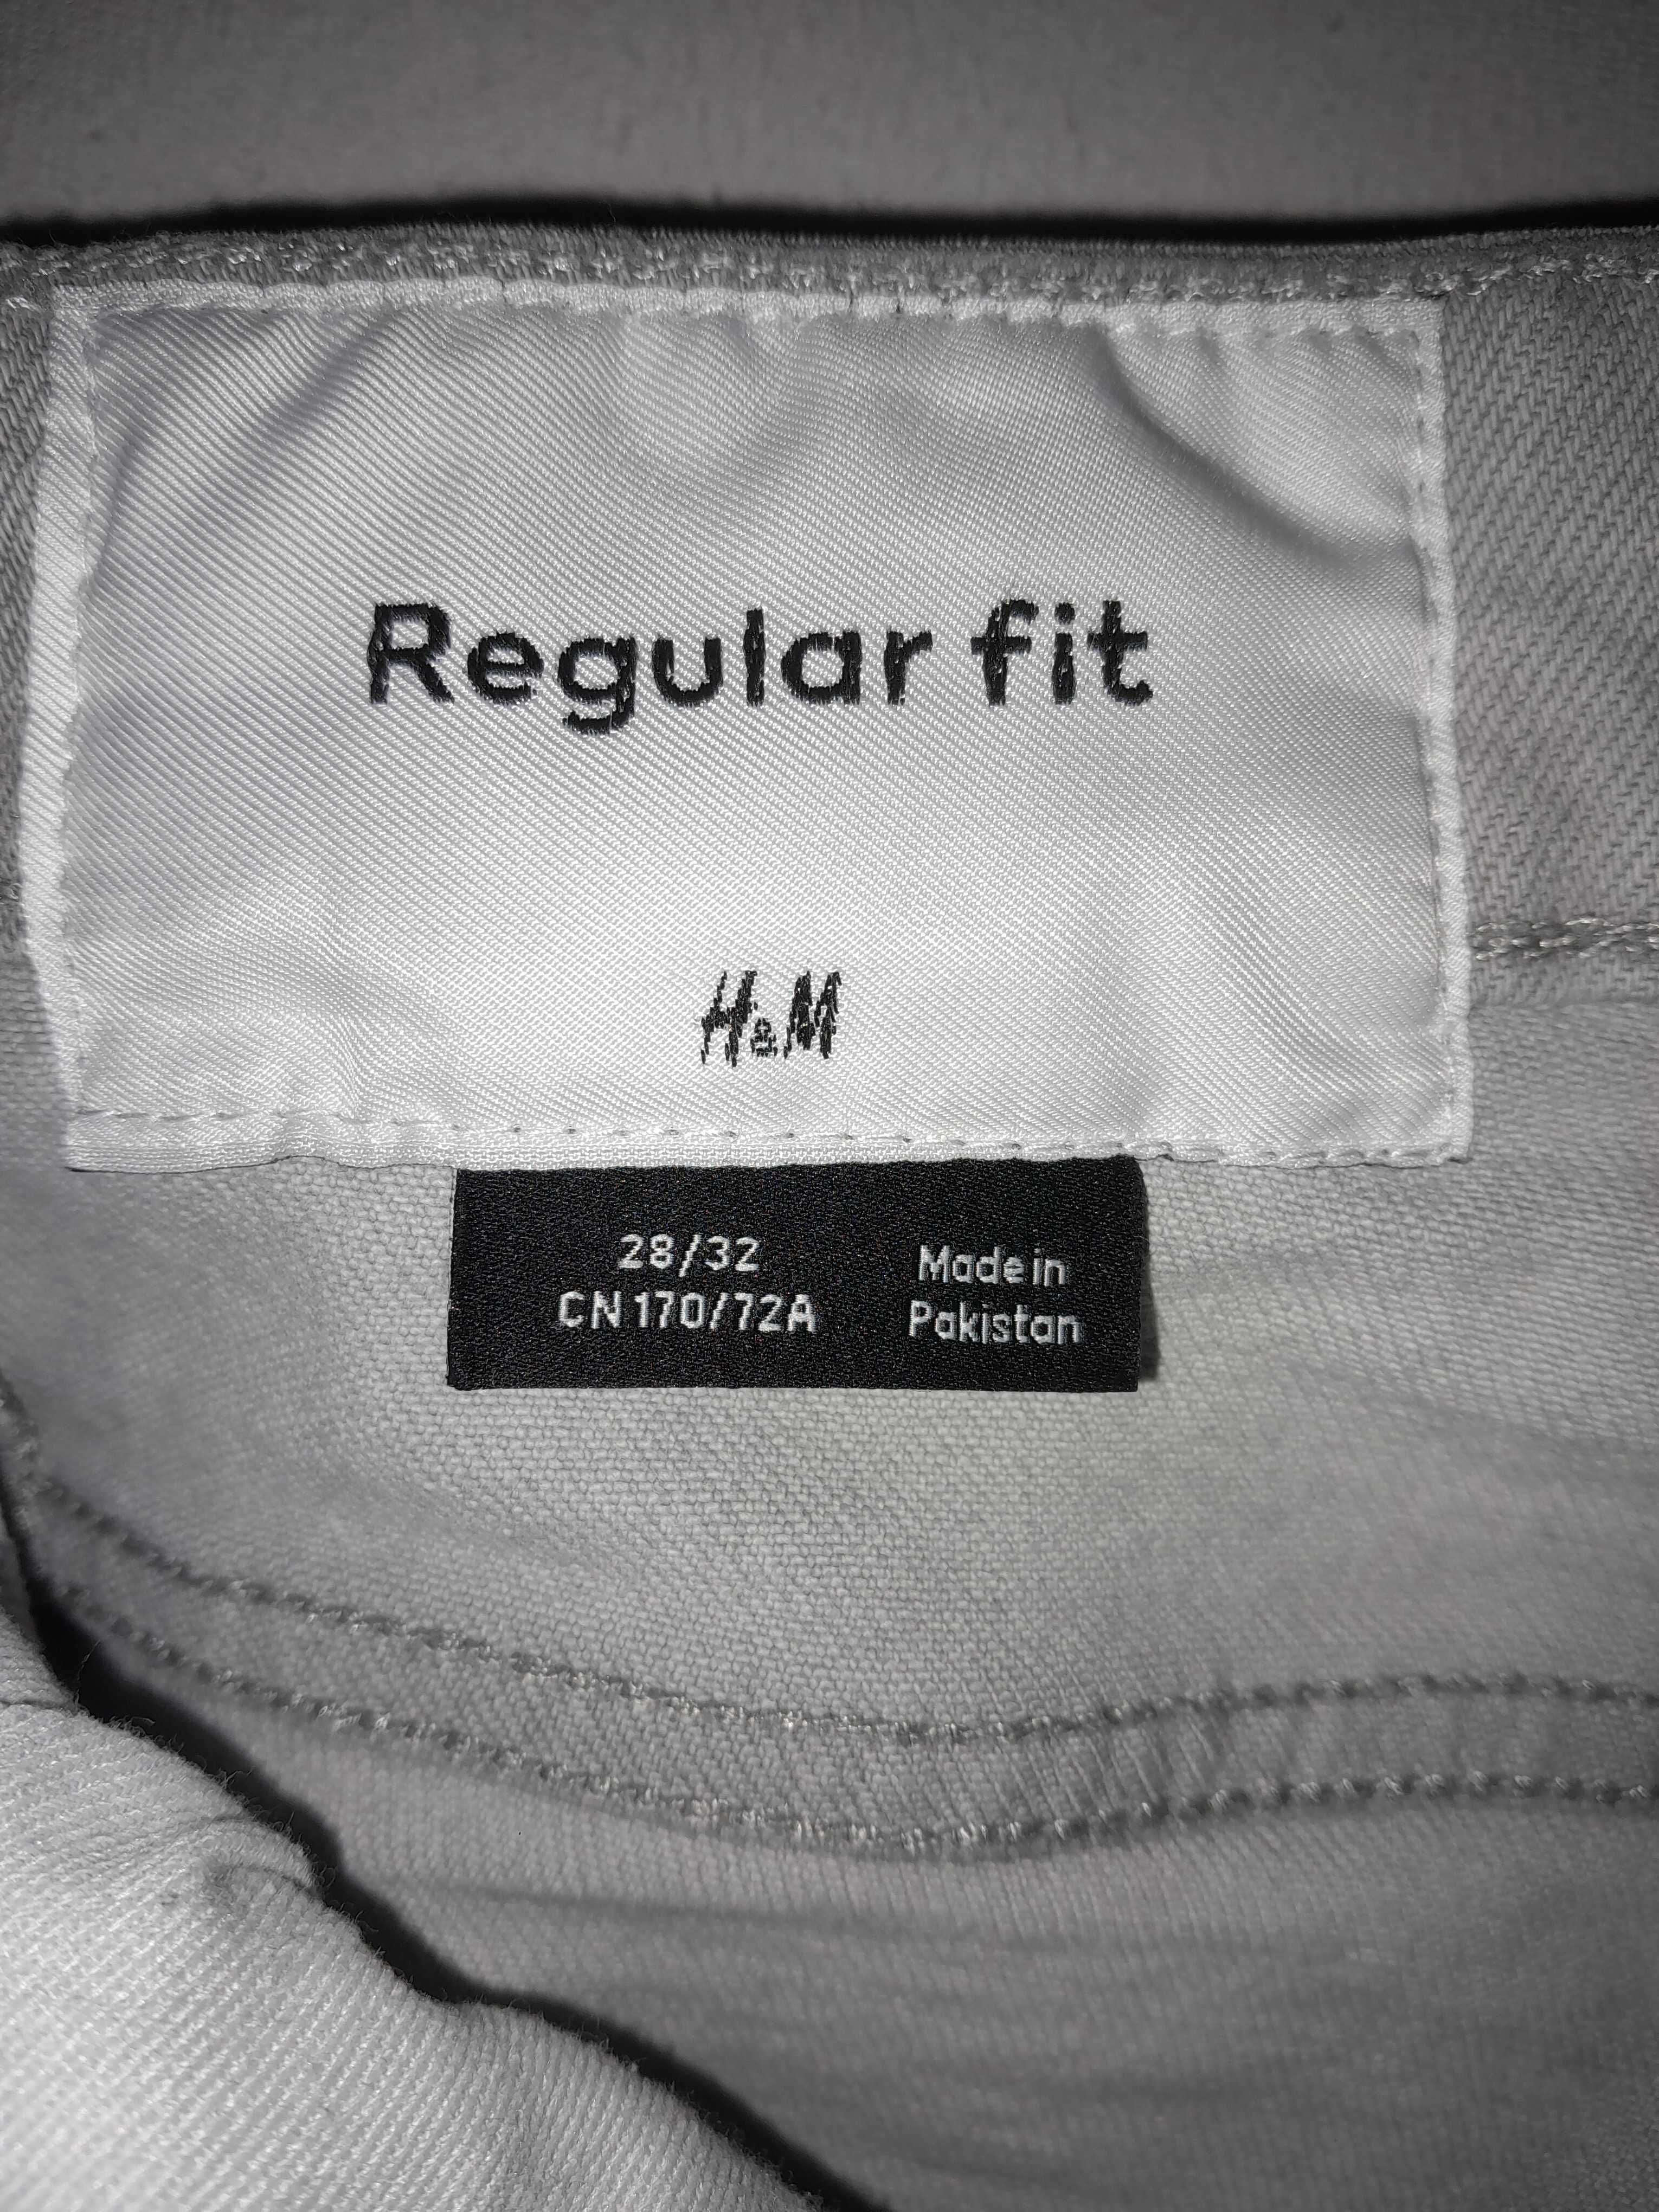 Regular fit
H&M
28/32
CN 170/72A
Made in
Pakistan